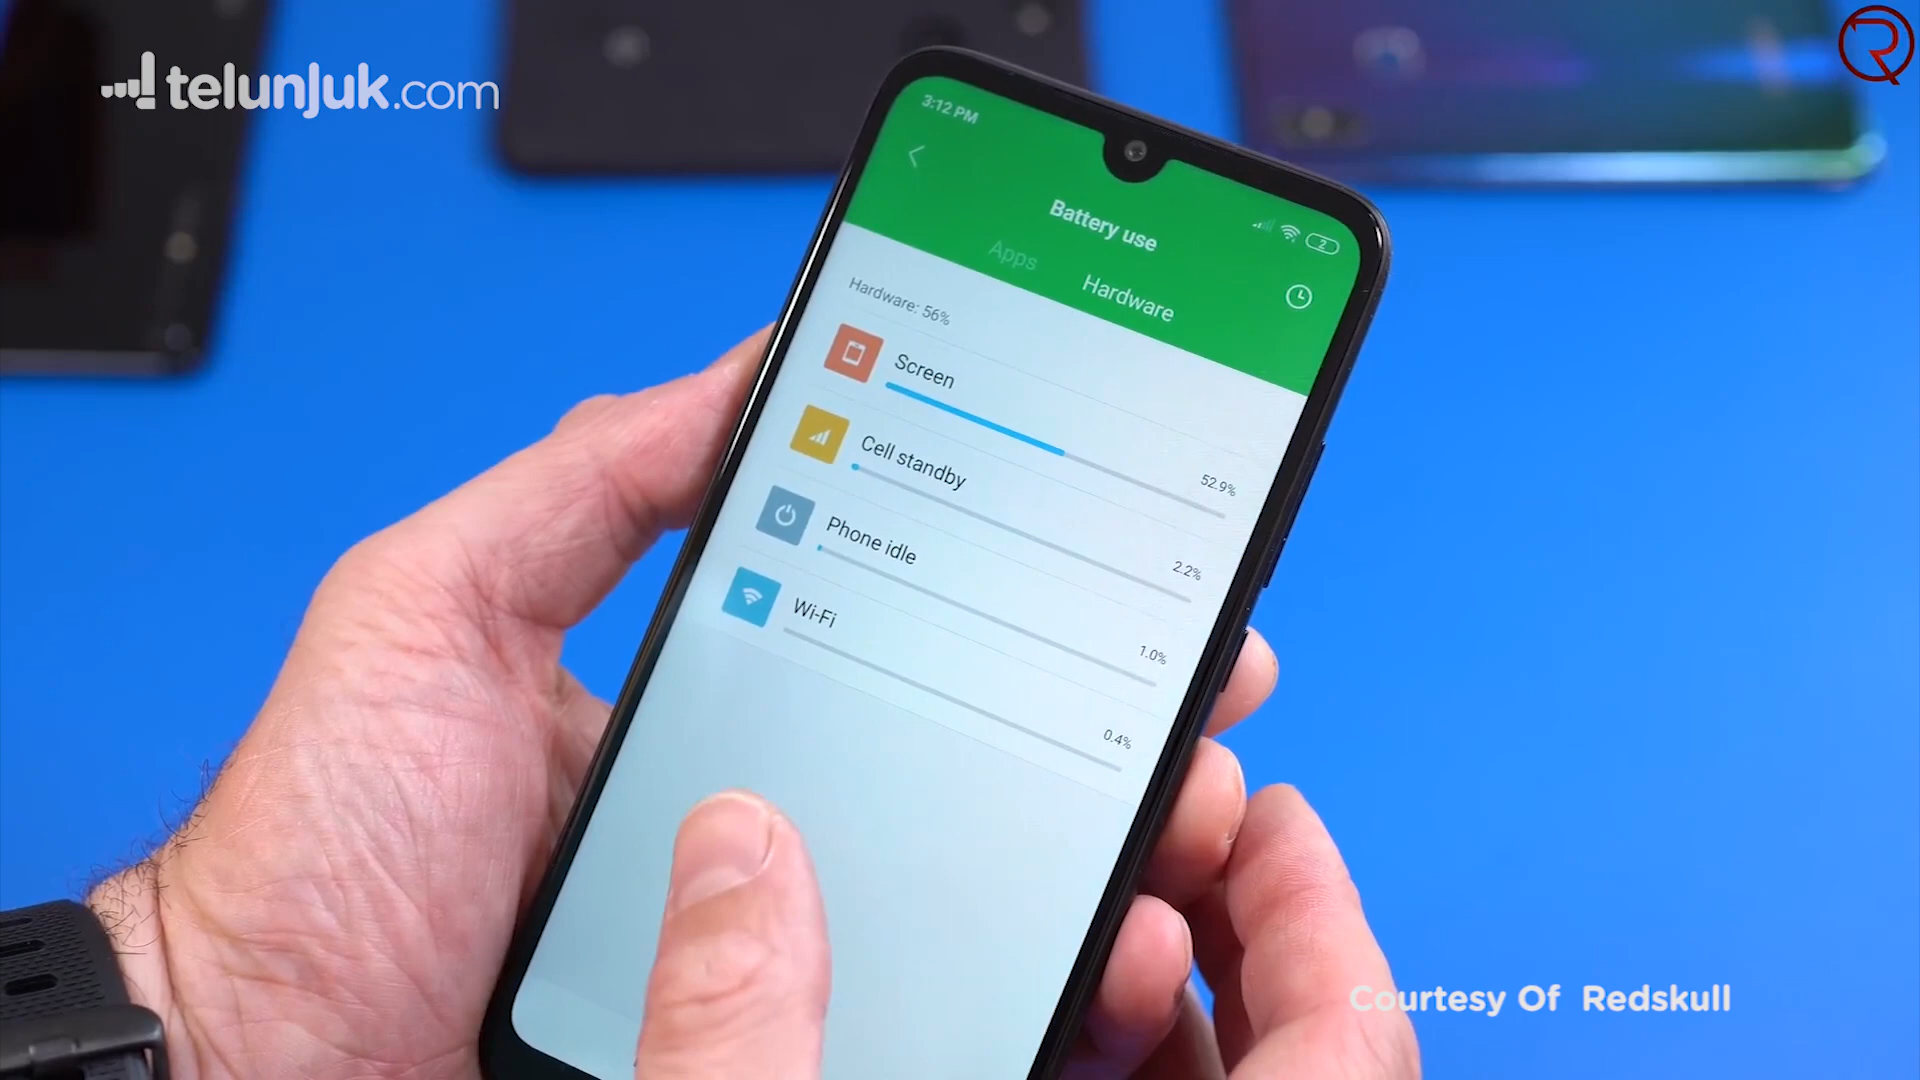 telunjuk.com
3:12 PM
2
Battery use
Apps
Hardware
Hardware: 56%
Screen
52.9%
Cell standby
2.2%
Phone idle
1.0%
Wi-Fi
0.4%
Courtesy Of Redskull